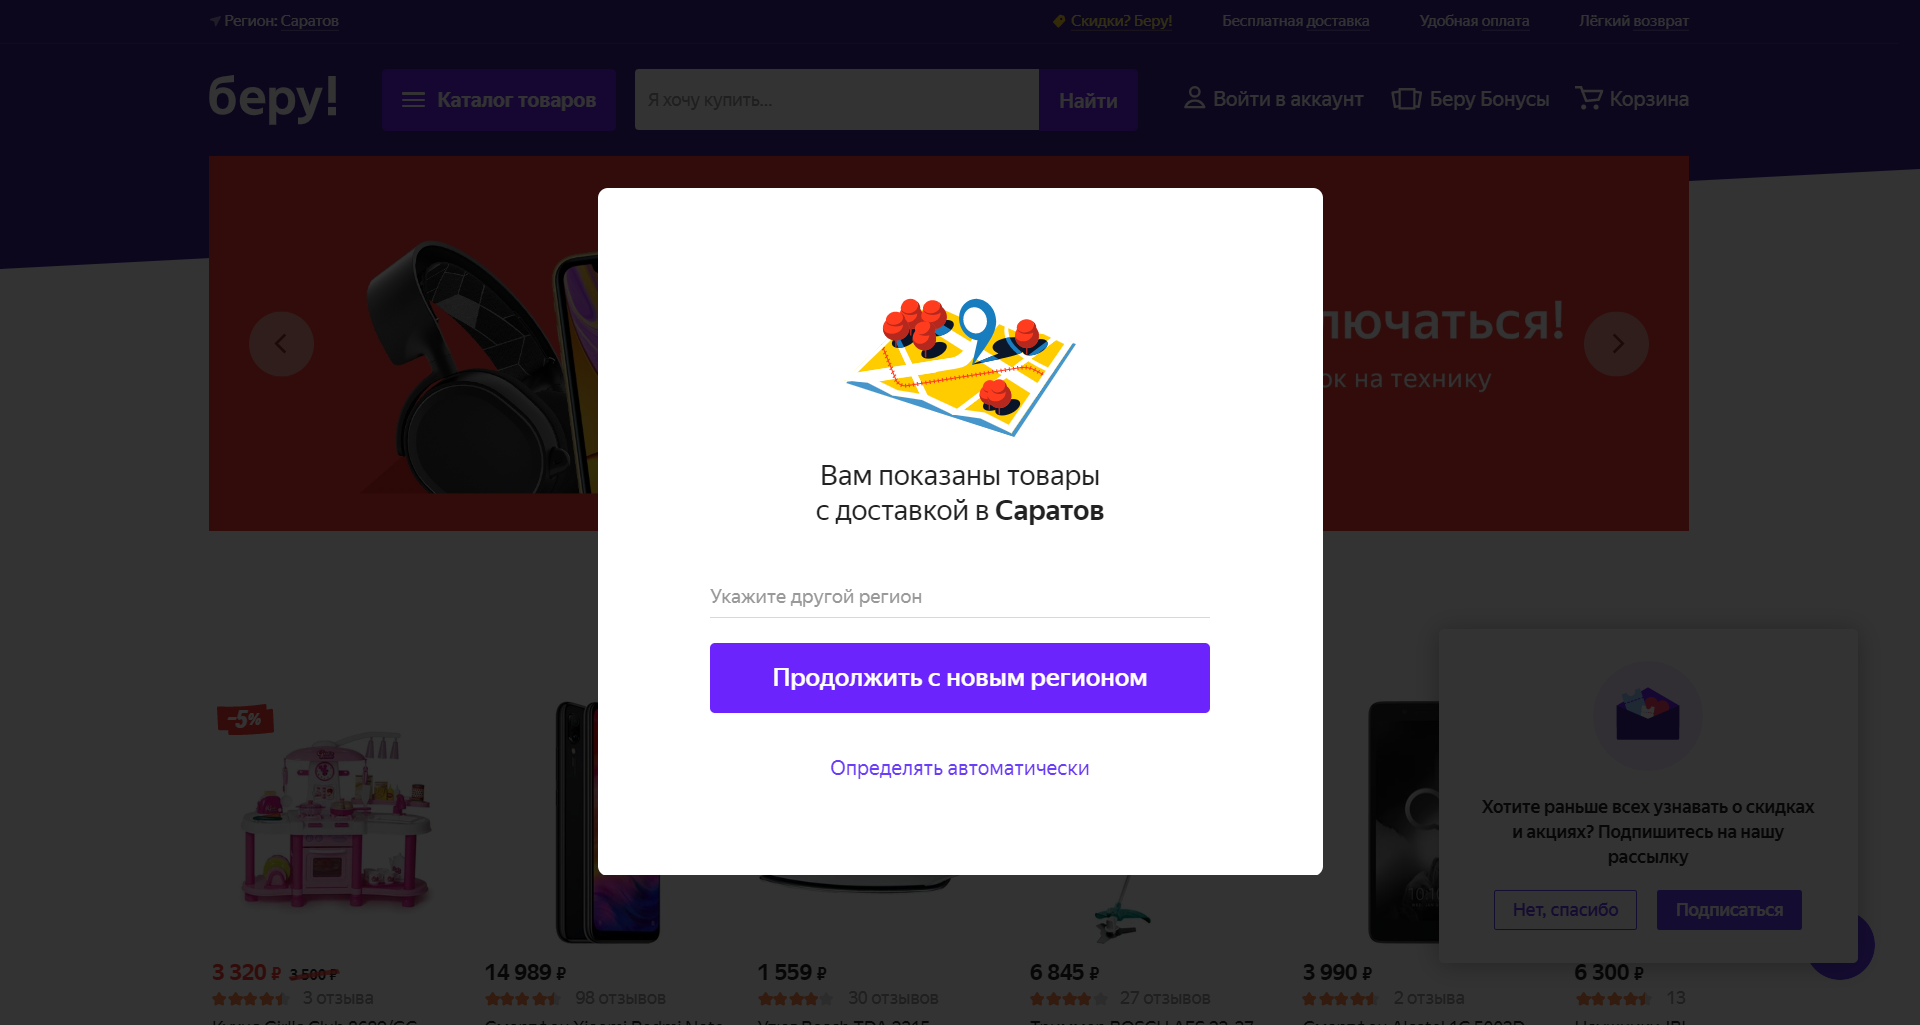 Регион: Саратов
Скидки? Беру!
Бесплатная доставка
Удобная оплата
Лёгкий возврат
беру!
Каталог товаров
Я хочу купить...
Найти
Войти в аккаунт
Беру Бонусы
Корзина
лючаться!
ок на технику
Вам показаны товары
с доставкой в Саратов
Укажите другой регион
Продолжить с новым регионом
Определять автоматически
Хотите раньше всех узнавать о скидках
и акциях? Подпишитесь на нашу
рассылку
Нет, спасибо
Подписаться
-5%
3 320 ₽ 3 500 ₽
3 отзыва
14 989 ₽
98 отзывов
1 559 ₽
30 отзывов
6 845 ₽
27 отзывов
3 990 ₽
2 отзыва
6 300 ₽
13